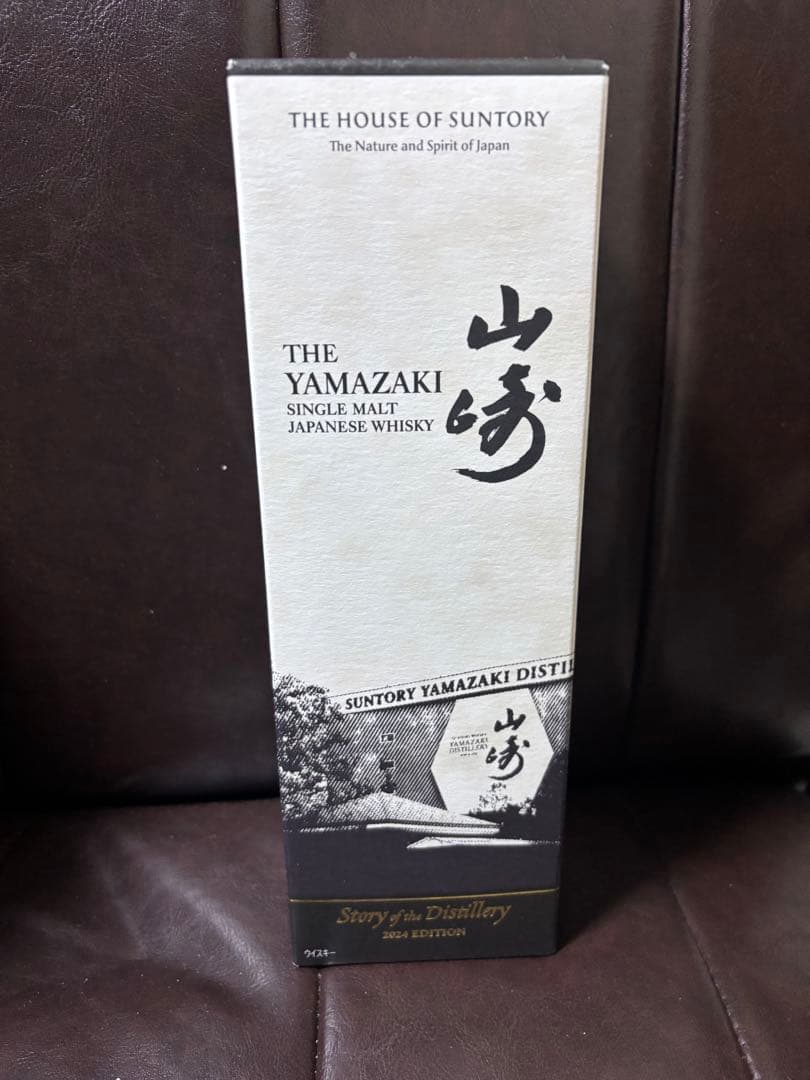 THE HOUSE OF SUNTORY
The Nature and Spirit of Japan
山崎
THE
YAMAZAKI
SINGLE MALT
JAPANESE WHISKY
SUNTORY YAMAZAKI DISTIL
山崎
YAMAZAKI
DISTILLERY
Story of the Distillery
2024 EDITION
ウイスキー